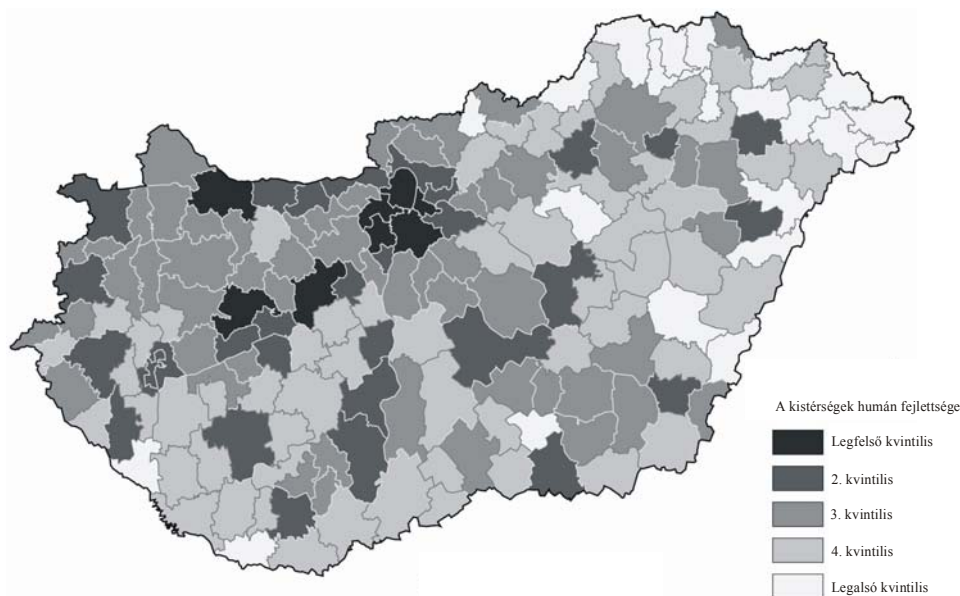 A kistérségek humán fejlettsége
Legfelső kvintilis
2. kvintilis
3. kvintilis
4. kvintilis
Legalsó kvintilis